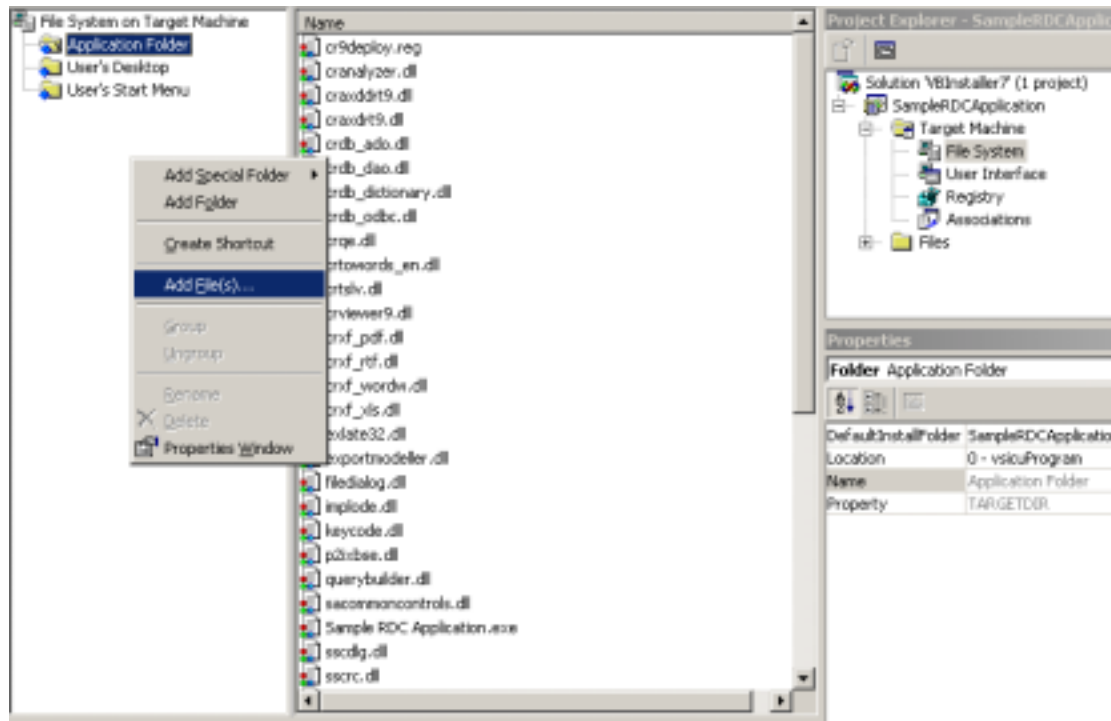 File System on Target Machine
Application Folder
User's Desktop
User's Start Menu
Add Special Folder
Add Folder
Create Shortcut
Add File(s)...
Group
Ungroup
Rename
Delete
Properties Window
Name
cr9deploy.reg
cranalyzer.dll
craxddrt9.dll
craxdrt9.dll
crdb_ado.dll
crdb_dao.dll
crdb_dictionary.dll
crdb_odbc.dll
crqe.dll
crtowords_en.dll
crtslv.dll
crviewer9.dll
crxf_pdf.dll
crxf_rtf.dll
crxf_wordw.dll
crxf_xls.dll
exlate32.dll
exportmodeller.dll
filedialog.dll
implode.dll
keycode.dll
p2ixbse.dll
querybuilder.dll
sacommoncontrols.dll
Sample RDC Application.exe
sscdlg.dll
sscrc.dll
Project Explorer - SampleRDCApplic
Solution 'VBInstaller7' (1 project)
SampleRDCApplication
Target Machine
File System
User Interface
Registry
Associations
Files
Properties
Folder Application Folder
DefaultInstallFolder SampleRDCApplicatio
Location 0 - vsicuProgram
Name Application Folder
Property TARGETDIR